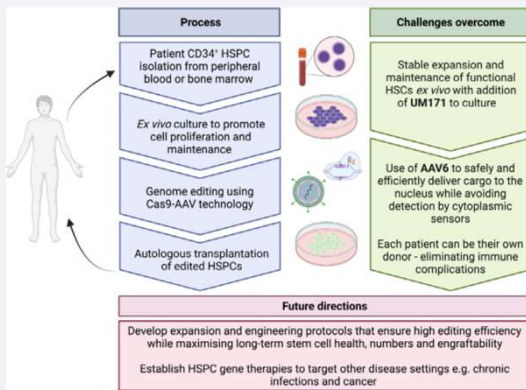 Process
Patient CD34⁺ HSPC
isolation from peripheral
blood or bone marrow
Ex vivo culture to promote
cell proliferation and
maintenance
Genome editing using
Cas9-AAV technology
Autologous transplantation
of edited HSPCs
Challenges overcome
Stable expansion and
maintenance of functional
HSCs ex vivo with addition
of UM171 to culture
Use of AAV6 to safely and
efficiently deliver cargo to
the nucleus while avoiding
detection by cytoplasmic
sensors
Each patient can be their own
donor - eliminating immune
complications
Future directions
Develop expansion and engineering protocols that ensure high editing efficiency
while maximising long-term stem cell health, numbers and engraftability
Establish HSPC gene therapies to target other disease settings e.g. chronic
infections and cancer